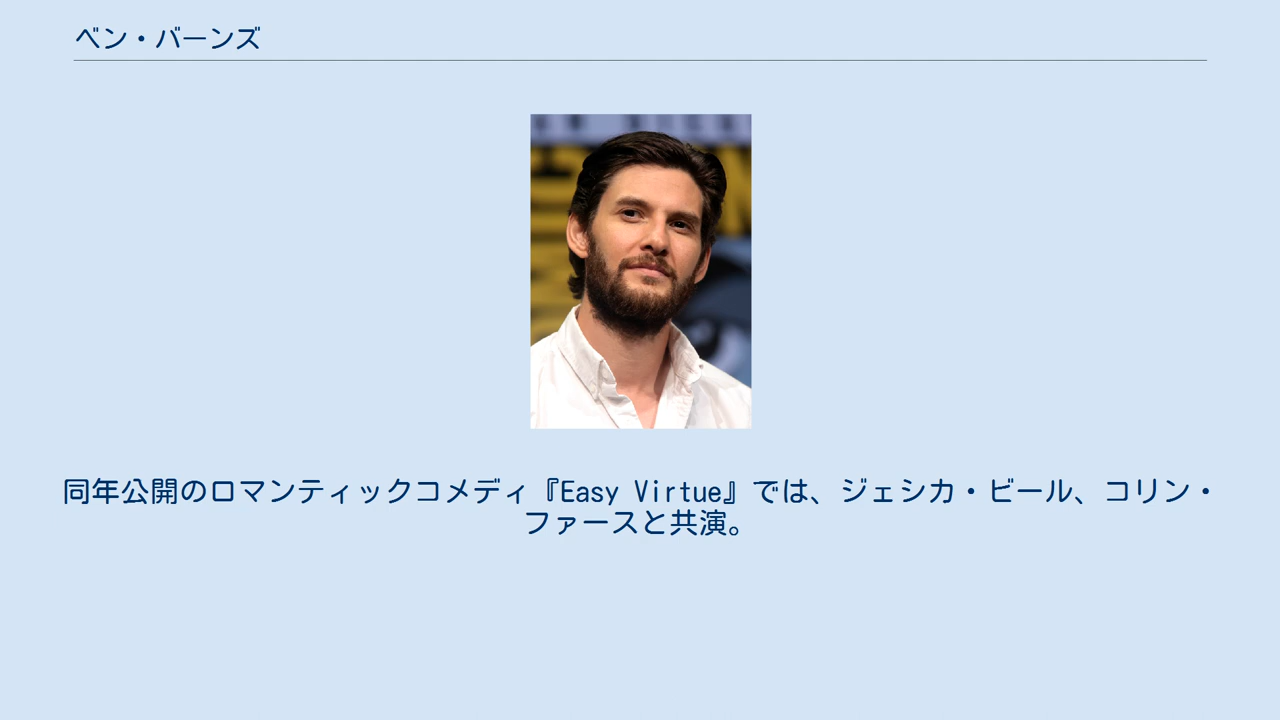 ベン・バーンズ
同年公開のロマンティックコメディ『Easy Virtue』では、ジェシカ・ビール、コリン・
ファースと共演。